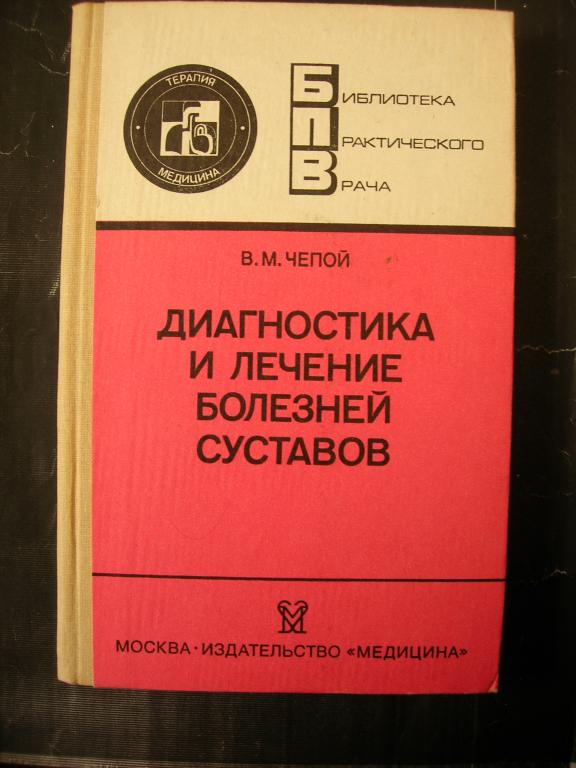 ТЕРАПИЯ
МЕДИЦИНА
БИБЛИОТЕКА
ПРАКТИЧЕСКОГО
ВРАЧА
В.М.ЧЕПОЙ
ДИАГНОСТИКА
И ЛЕЧЕНИЕ
БОЛЕЗНЕЙ
СУСТАВОВ
МОСКВА · ИЗДАТЕЛЬСТВО «МЕДИЦИНА»